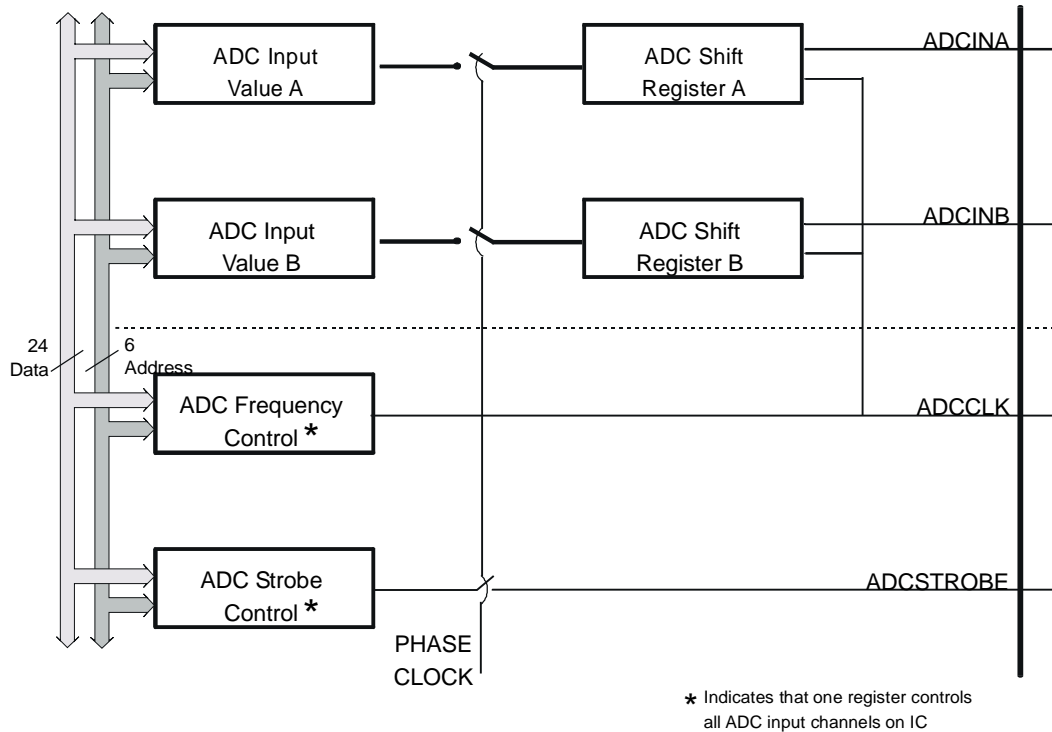 ADC Input
Value A
ADC Shift
Register A
ADCINA
ADC Input
Value B
ADC Shift
Register B
ADCINB
24
Data
6
Address
ADC Frequency
Control *
ADCCLK
ADC Strobe
Control *
ADCSTROBE
PHASE
CLOCK
* Indicates that one register controls
all ADC input channels on IC